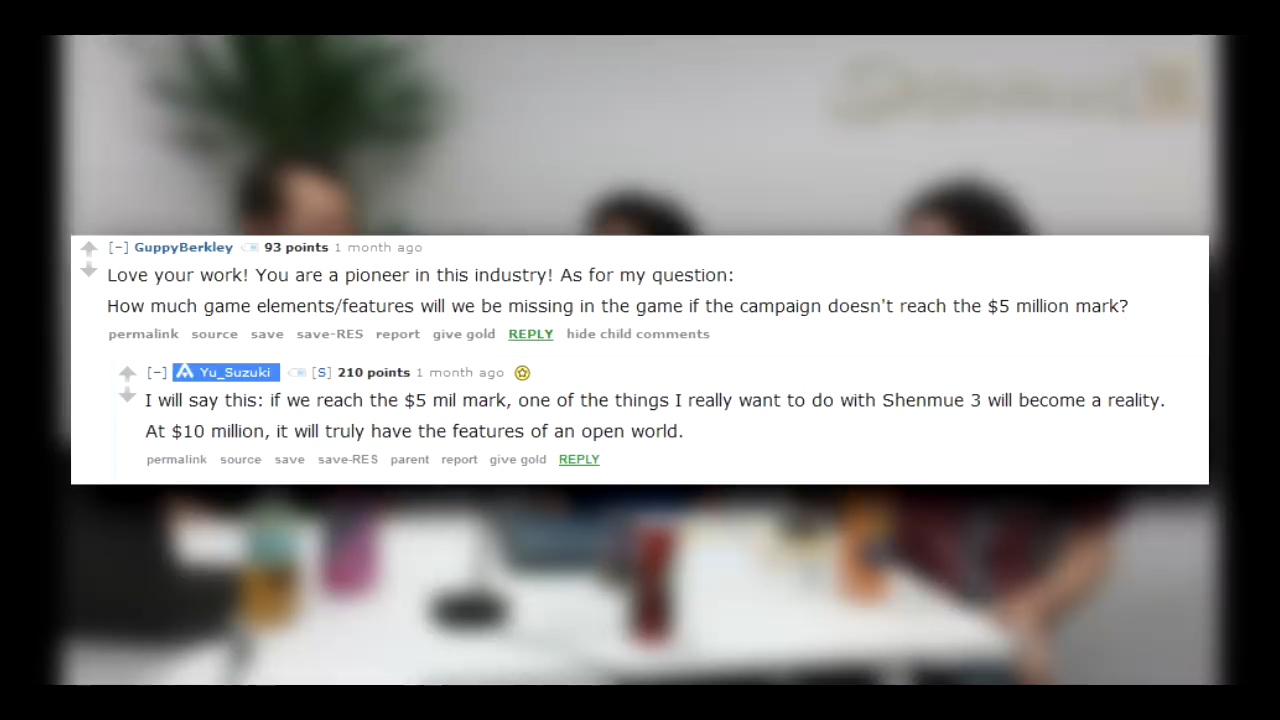 [–] GuppyBerkley 93 points 1 month ago
Love your work! You are a pioneer in this industry! As for my question:
How much game elements/features will we be missing in the game if the campaign doesn't reach the $5 million mark?
permalink source save save-RES report give gold REPLY hide child comments
[–] Yu_Suzuki [S] 210 points 1 month ago
I will say this: if we reach the $5 mil mark, one of the things I really want to do with Shenmue 3 will become a reality.
At $10 million, it will truly have the features of an open world.
permalink source save save-RES parent report give gold REPLY